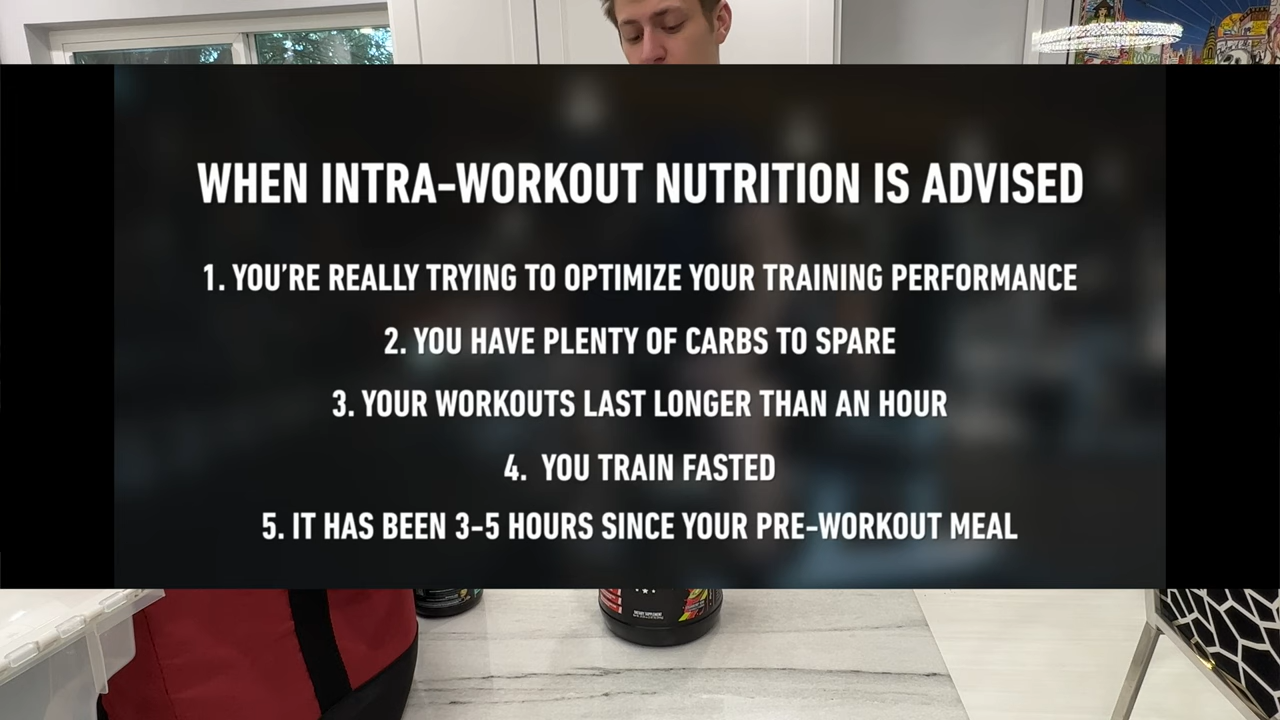 WHEN INTRA-WORKOUT NUTRITION IS ADVISED
1. YOU'RE REALLY TRYING TO OPTIMIZE YOUR TRAINING PERFORMANCE
2. YOU HAVE PLENTY OF CARBS TO SPARE
3. YOUR WORKOUTS LAST LONGER THAN AN HOUR
4. YOU TRAIN FASTED
5. IT HAS BEEN 3-5 HOURS SINCE YOUR PRE-WORKOUT MEAL
DIETARY SUPPLEMENT